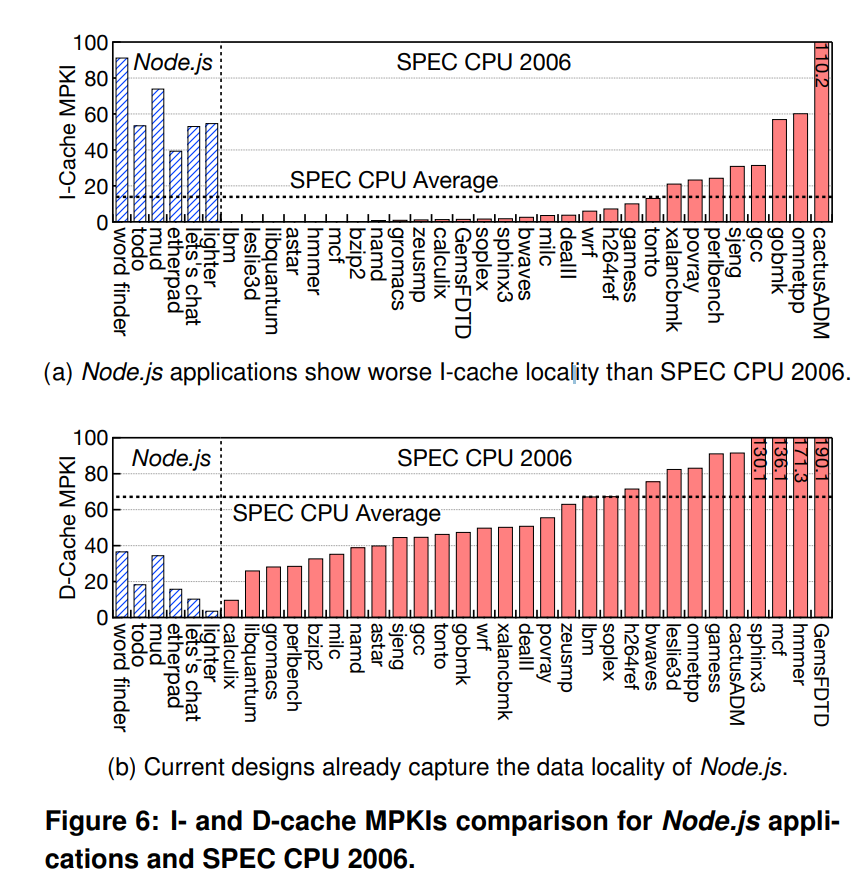 100
80
60
40
20
0
I-Cache MPKI
Node.js
SPEC CPU 2006
SPEC CPU Average
110.2
word finder
todo
mud
etherpad
let's chat
lighter
lbm
leslie3d
libquantum
astar
hmmer
mcf
bzip2
namd
gromacs
zeusmp
calculix
GemsFDTD
soplex
sphinx3
bwaves
milc
dealII
wrf
h264ref
gamess
tonto
xalancbmk
povray
perlbench
sjeng
gcc
gobmk
omnetpp
cactusADM
(a) Node.js applications show worse I-cache locality than SPEC CPU 2006.
100
80
60
40
20
0
D-Cache MPKI
Node.js
SPEC CPU 2006
SPEC CPU Average
130.1
136.1
171.3
190.1
word finder
todo
mud
etherpad
let's chat
lighter
calculix
libquantum
gromacs
perlbench
bzip2
milc
namd
astar
sjeng
gcc
tonto
gobmk
wrf
xalancbmk
dealII
povray
zeusmp
lbm
soplex
h264ref
bwaves
leslie3d
omnetpp
gamess
cactusADM
sphinx3
mcf
hmmer
GemsFDTD
(b) Current designs already capture the data locality of Node.js.
Figure 6: I- and D-cache MPKIs comparison for Node.js appli-
cations and SPEC CPU 2006.